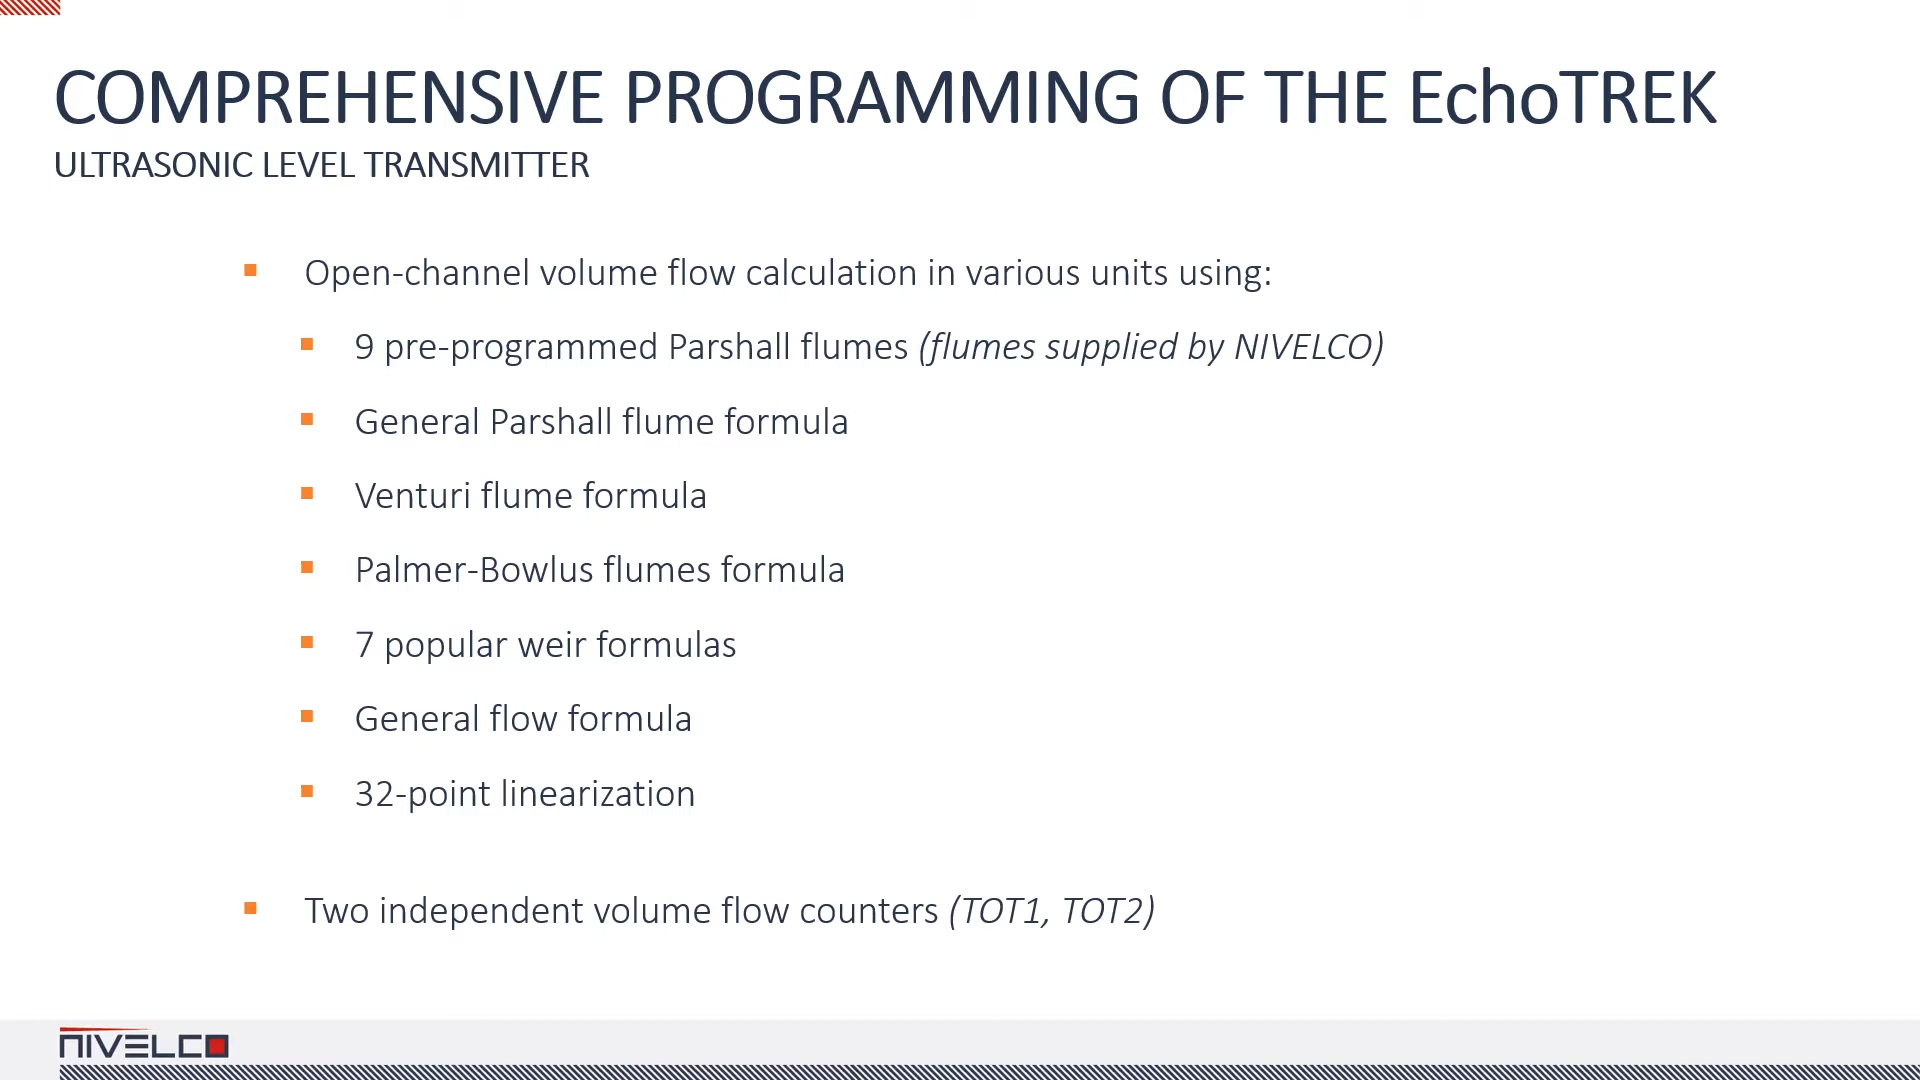 COMPREHENSIVE PROGRAMMING OF THE EchoTREK
ULTRASONIC LEVEL TRANSMITTER
Open-channel volume flow calculation in various units using:
9 pre-programmed Parshall flumes (flumes supplied by NIVELCO)
General Parshall flume formula
Venturi flume formula
Palmer-Bowlus flumes formula
7 popular weir formulas
General flow formula
32-point linearization
Two independent volume flow counters (TOT1, TOT2)
NIVELCO